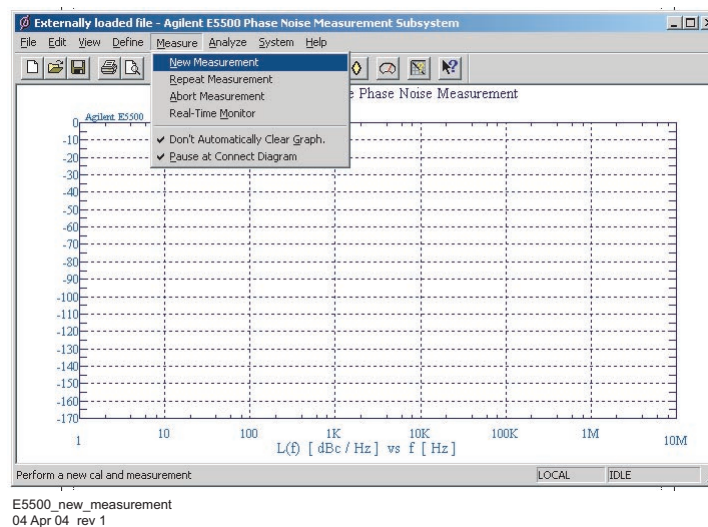 Externally loaded file - Agilent E5500 Phase Noise Measurement Subsystem
File Edit View Define Measure Analyze System Help
New Measurement
Repeat Measurement
Abort Measurement
Real-Time Monitor
Don't Automatically Clear Graph.
Pause at Connect Diagram
Phase Noise Measurement
Agilent E5500
0
-10
-20
-30
-40
-50
-60
-70
-80
-90
-100
-110
-120
-130
-140
-150
-160
-170
1 10 100 1K 10K 100K 1M 10M
L(f) [ dBc / Hz ] vs f [ Hz ]
Perform a new cal and measurement LOCAL IDLE
E5500_new_measurement
04 Apr 04 rev 1